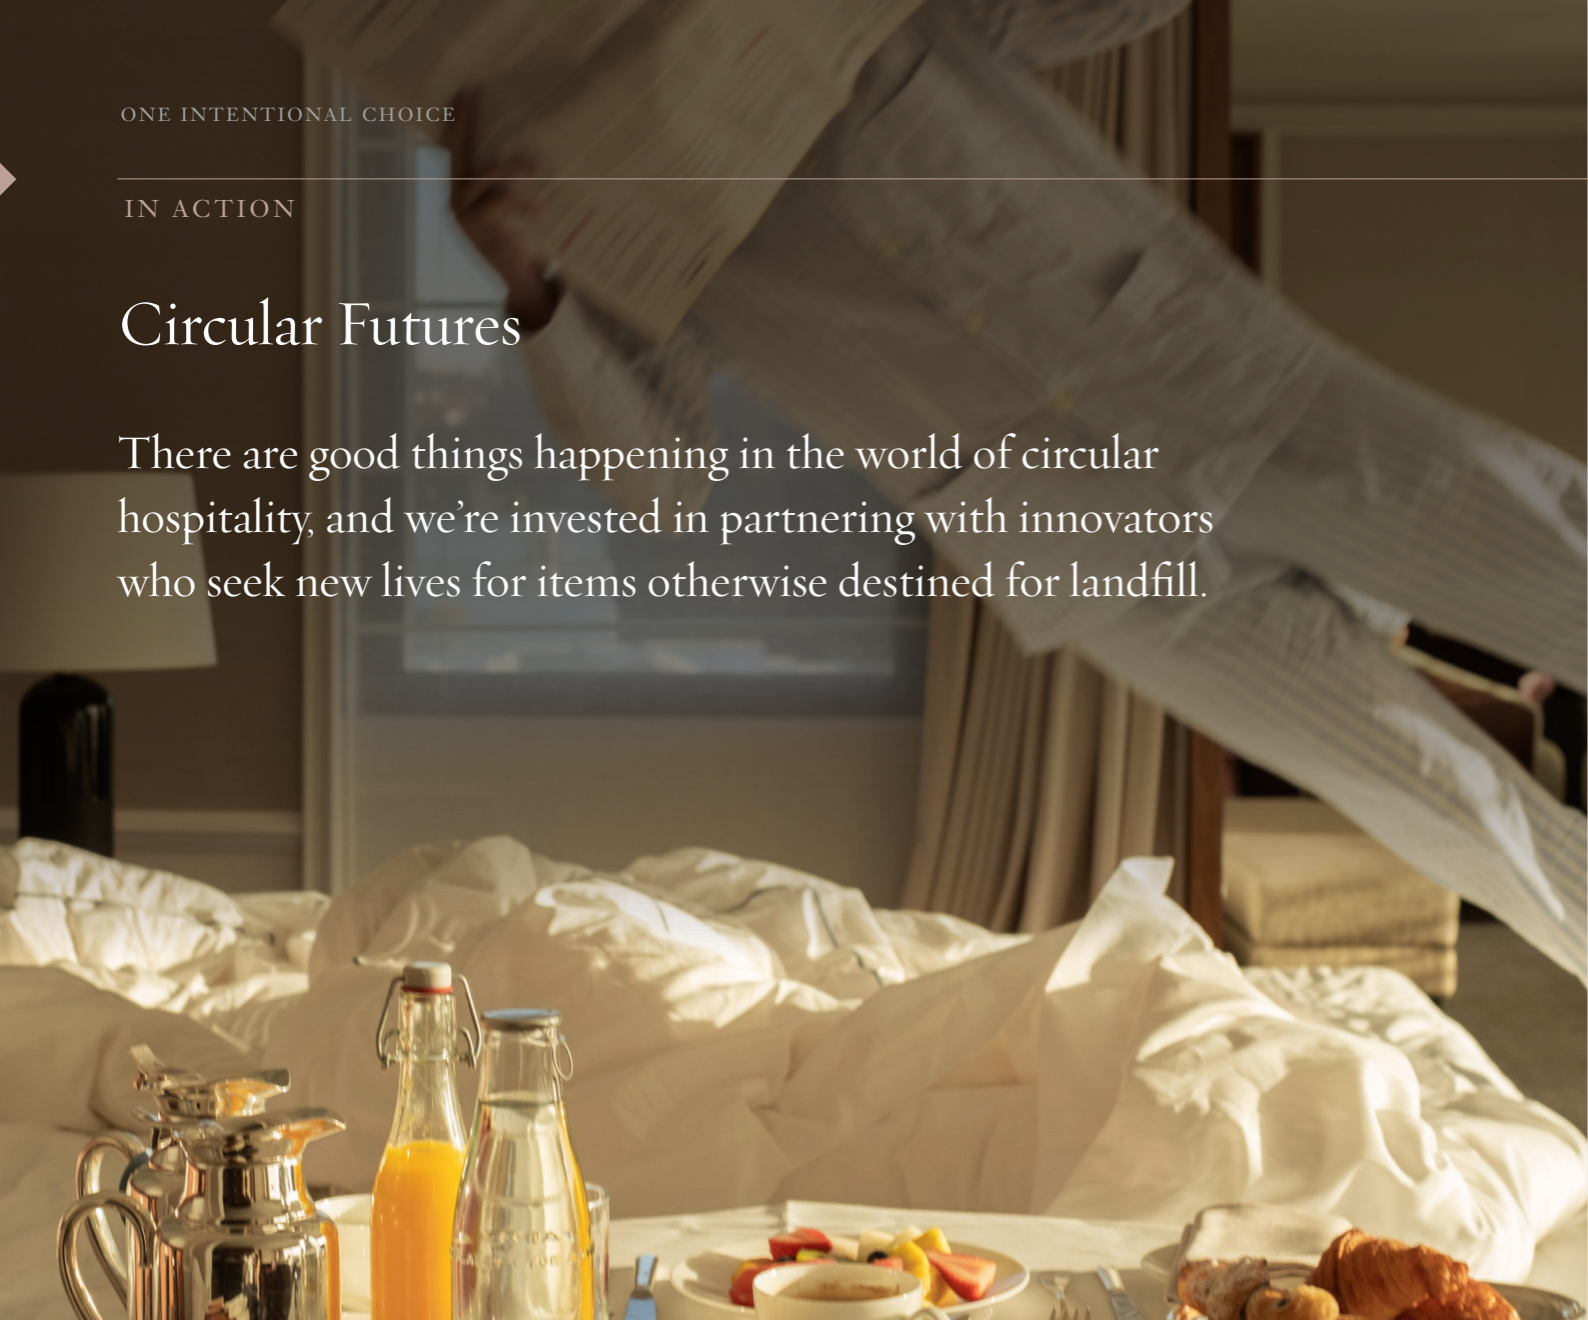 ONE INTENTIONAL CHOICE
IN ACTION
Circular Futures
There are good things happening in the world of circular
hospitality, and we’re invested in partnering with innovators
who seek new lives for items otherwise destined for landfill.